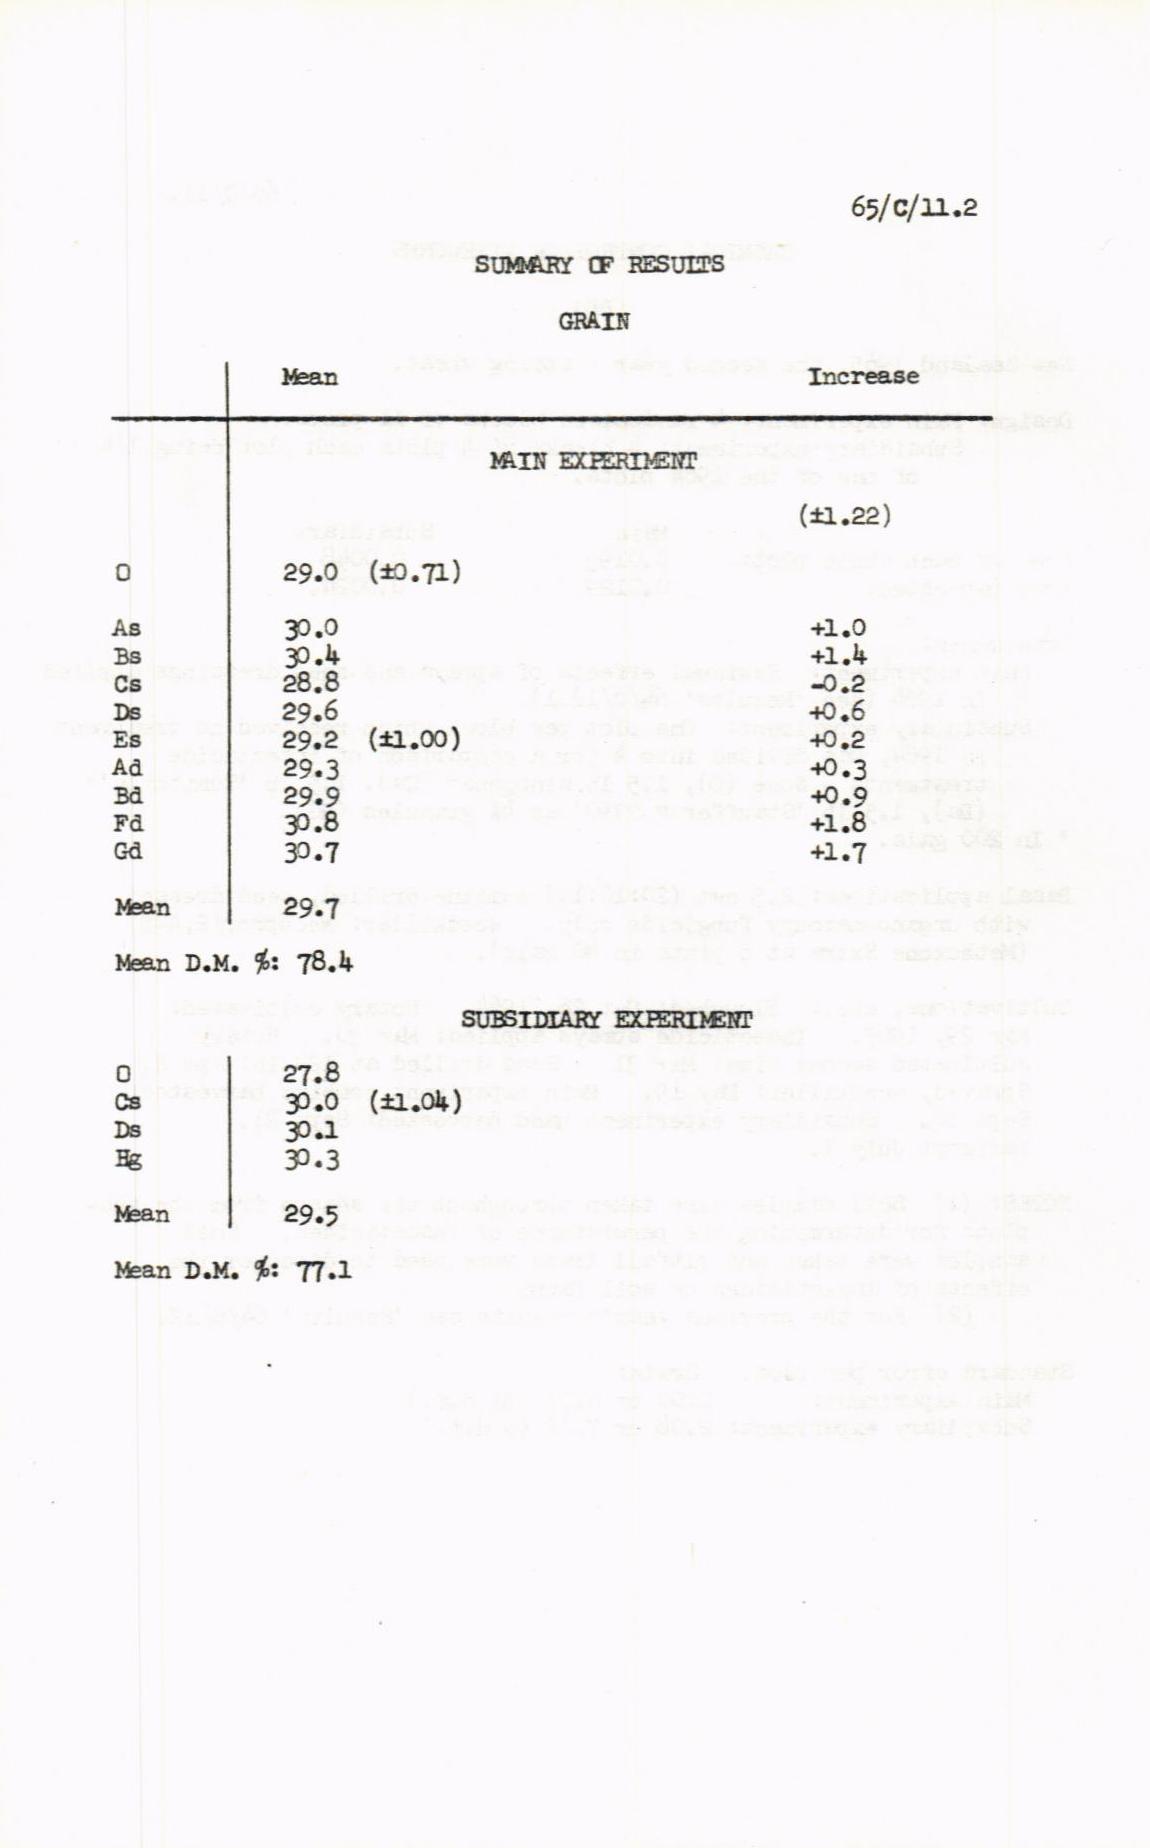 65/C/11.2
SUMMARY OF RESULTS
GRAIN
Mean Increase
MAIN EXPERIMENT
(±1.22)
O 29.0 (±0.71)
As 30.0 +1.0
Bs 30.4 +1.4
Cs 28.8 -0.2
Ds 29.6 +0.6
Es 29.2 (±1.00) +0.2
Ad 29.3 +0.3
Bd 29.9 +0.9
Fd 30.8 +1.8
Gd 30.7 +1.7
Mean 29.7
Mean D.M. %: 78.4
SUBSIDIARY EXPERIMENT
O 27.8
Cs 30.0 (±1.04)
Ds 30.1
Hg 30.3
Mean 29.5
Mean D.M. %: 77.1